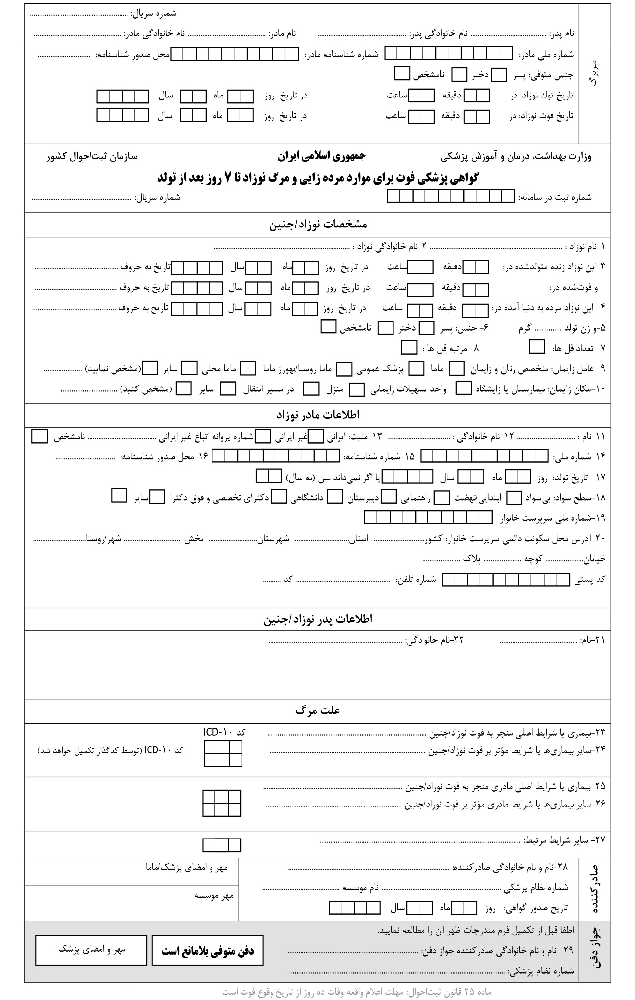 سربرگ
شماره سریال: ........................................................
نام پدر: .......................................... نام خانوادگی پدر: ................................................. نام مادر: .......................................... نام خانوادگی مادر: ...............................................
شماره ملی مادر: شماره شناسنامه مادر: محل صدور شناسنامه: .............................
جنس متوفی: پسر دختر نامشخص
تاریخ تولد نوزاد: در دقیقه ساعت در تاریخ روز ماه سال
تاریخ فوت نوزاد: در دقیقه ساعت در تاریخ روز ماه سال
وزارت بهداشت، درمان و آموزش پزشکی جمهوری اسلامی ایران سازمان ثبت‌احوال کشور
گواهی پزشکی فوت برای موارد مرده زایی و مرگ نوزاد تا ۷ روز بعد از تولد
شماره ثبت در سامانه: شماره سریال: ........................................................
مشخصات نوزاد/جنین
۱-نام نوزاد : .......................................................................... ۲-نام خانوادگی نوزاد : ............................................................................
۳-این نوزاد زنده متولدشده در: دقیقه ساعت در تاریخ روز ماه سال تاریخ به حروف ..............................................
و فوت‌شده در: دقیقه ساعت در تاریخ روز ماه سال تاریخ به حروف ..............................................
۴- این نوزاد مرده به دنیا آمده در: دقیقه ساعت در تاریخ روز ماه سال تاریخ به حروف ..............................................
۵-و زن تولد ............... گرم ۶- جنس: پسر دختر نامشخص
۷- تعداد قل ها: ۸- مرتبه قل ها :
۹- عامل زایمان: متخصص زنان و زایمان ماما پزشک عمومی ماما روستا/بهورز ماما ماما محلی سایر (مشخص نمایید) .....................
۱۰-مکان زایمان: بیمارستان یا زایشگاه واحد تسهیلات زایمانی منزل در مسیر انتقال سایر (مشخص کنید) ...............................
اطلاعات مادر نوزاد
۱۱-نام : ................................ ۱۲-نام خانوادگی : .................................. ۱۳-ملیت: ایرانی غیر ایرانی شماره پروانه اتباع غیر ایرانی ...................................... نامشخص
۱۴-شماره ملی: ۱۵-شماره شناسنامه: ۱۶-محل صدور شناسنامه: .................................
۱۷- تاریخ تولد: روز ماه سال یا اگر نمی‌داند سن (به سال)
۱۸-سطح سواد: بی‌سواد ابتدایی/نهضت راهنمایی دبیرستان دانشگاهی دکترای تخصصی و فوق دکترا سایر
۱۹-شماره ملی سرپرست خانوار
۲۰-آدرس محل سکونت دائمی سرپرست خانوار: کشور............................ استان.............................. شهرستان........................... بخش ................................ شهر/روستا.............................
خیابان..................... کوچه ..................... پلاک .....................
کد پستی شماره تلفن: ..................................................... کد ..........
اطلاعات پدر نوزاد/جنین
۲۱-نام: ........................................... ۲۲-نام خانوادگی: ...........................................................................
علت مرگ
۲۳-بیماری یا شرایط اصلی منجر به فوت نوزاد/جنین ......................................................................................... کد ICD-۱۰
۲۴-سایر بیماری‌ها یا شرایط مؤثر بر فوت نوزاد/جنین ....................................................................................... کد ICD-۱۰ (توسط کدگذار تکمیل خواهد شد)
۲۵-بیماری یا شرایط اصلی مادری منجر به فوت نوزاد/جنین ..............................................................................
۲۶-سایر بیماری‌ها یا شرایط مادری مؤثر بر فوت نوزاد/جنین ............................................................................
۲۷- سایر شرایط مرتبط: ................................................................................................................
صادرکننده
۲۸-نام و نام خانوادگی صادرکننده: .......................................................................................... مهر و امضای پزشک/ماما
شماره نظام پزشکی ................................................................... نام موسسه ........................................... مهر موسسه
تاریخ صدور گواهی: روز ماه سال
جواز دفن
اطفا قبل از تکمیل فرم مندرجات ظهر آن را مطالعه نمایید.
۲۹- نام و نام خانوادگی صادرکننده جواز دفن: ......................................................................... دفن متوفی بلامانع است مهر و امضای پزشک
شماره نظام پزشکی: ........................................................................................................................
ماده ۲۵ قانون ثبت‌احوال: مهلت اعلام واقعه وفات ده روز از تاریخ وقوع فوت است